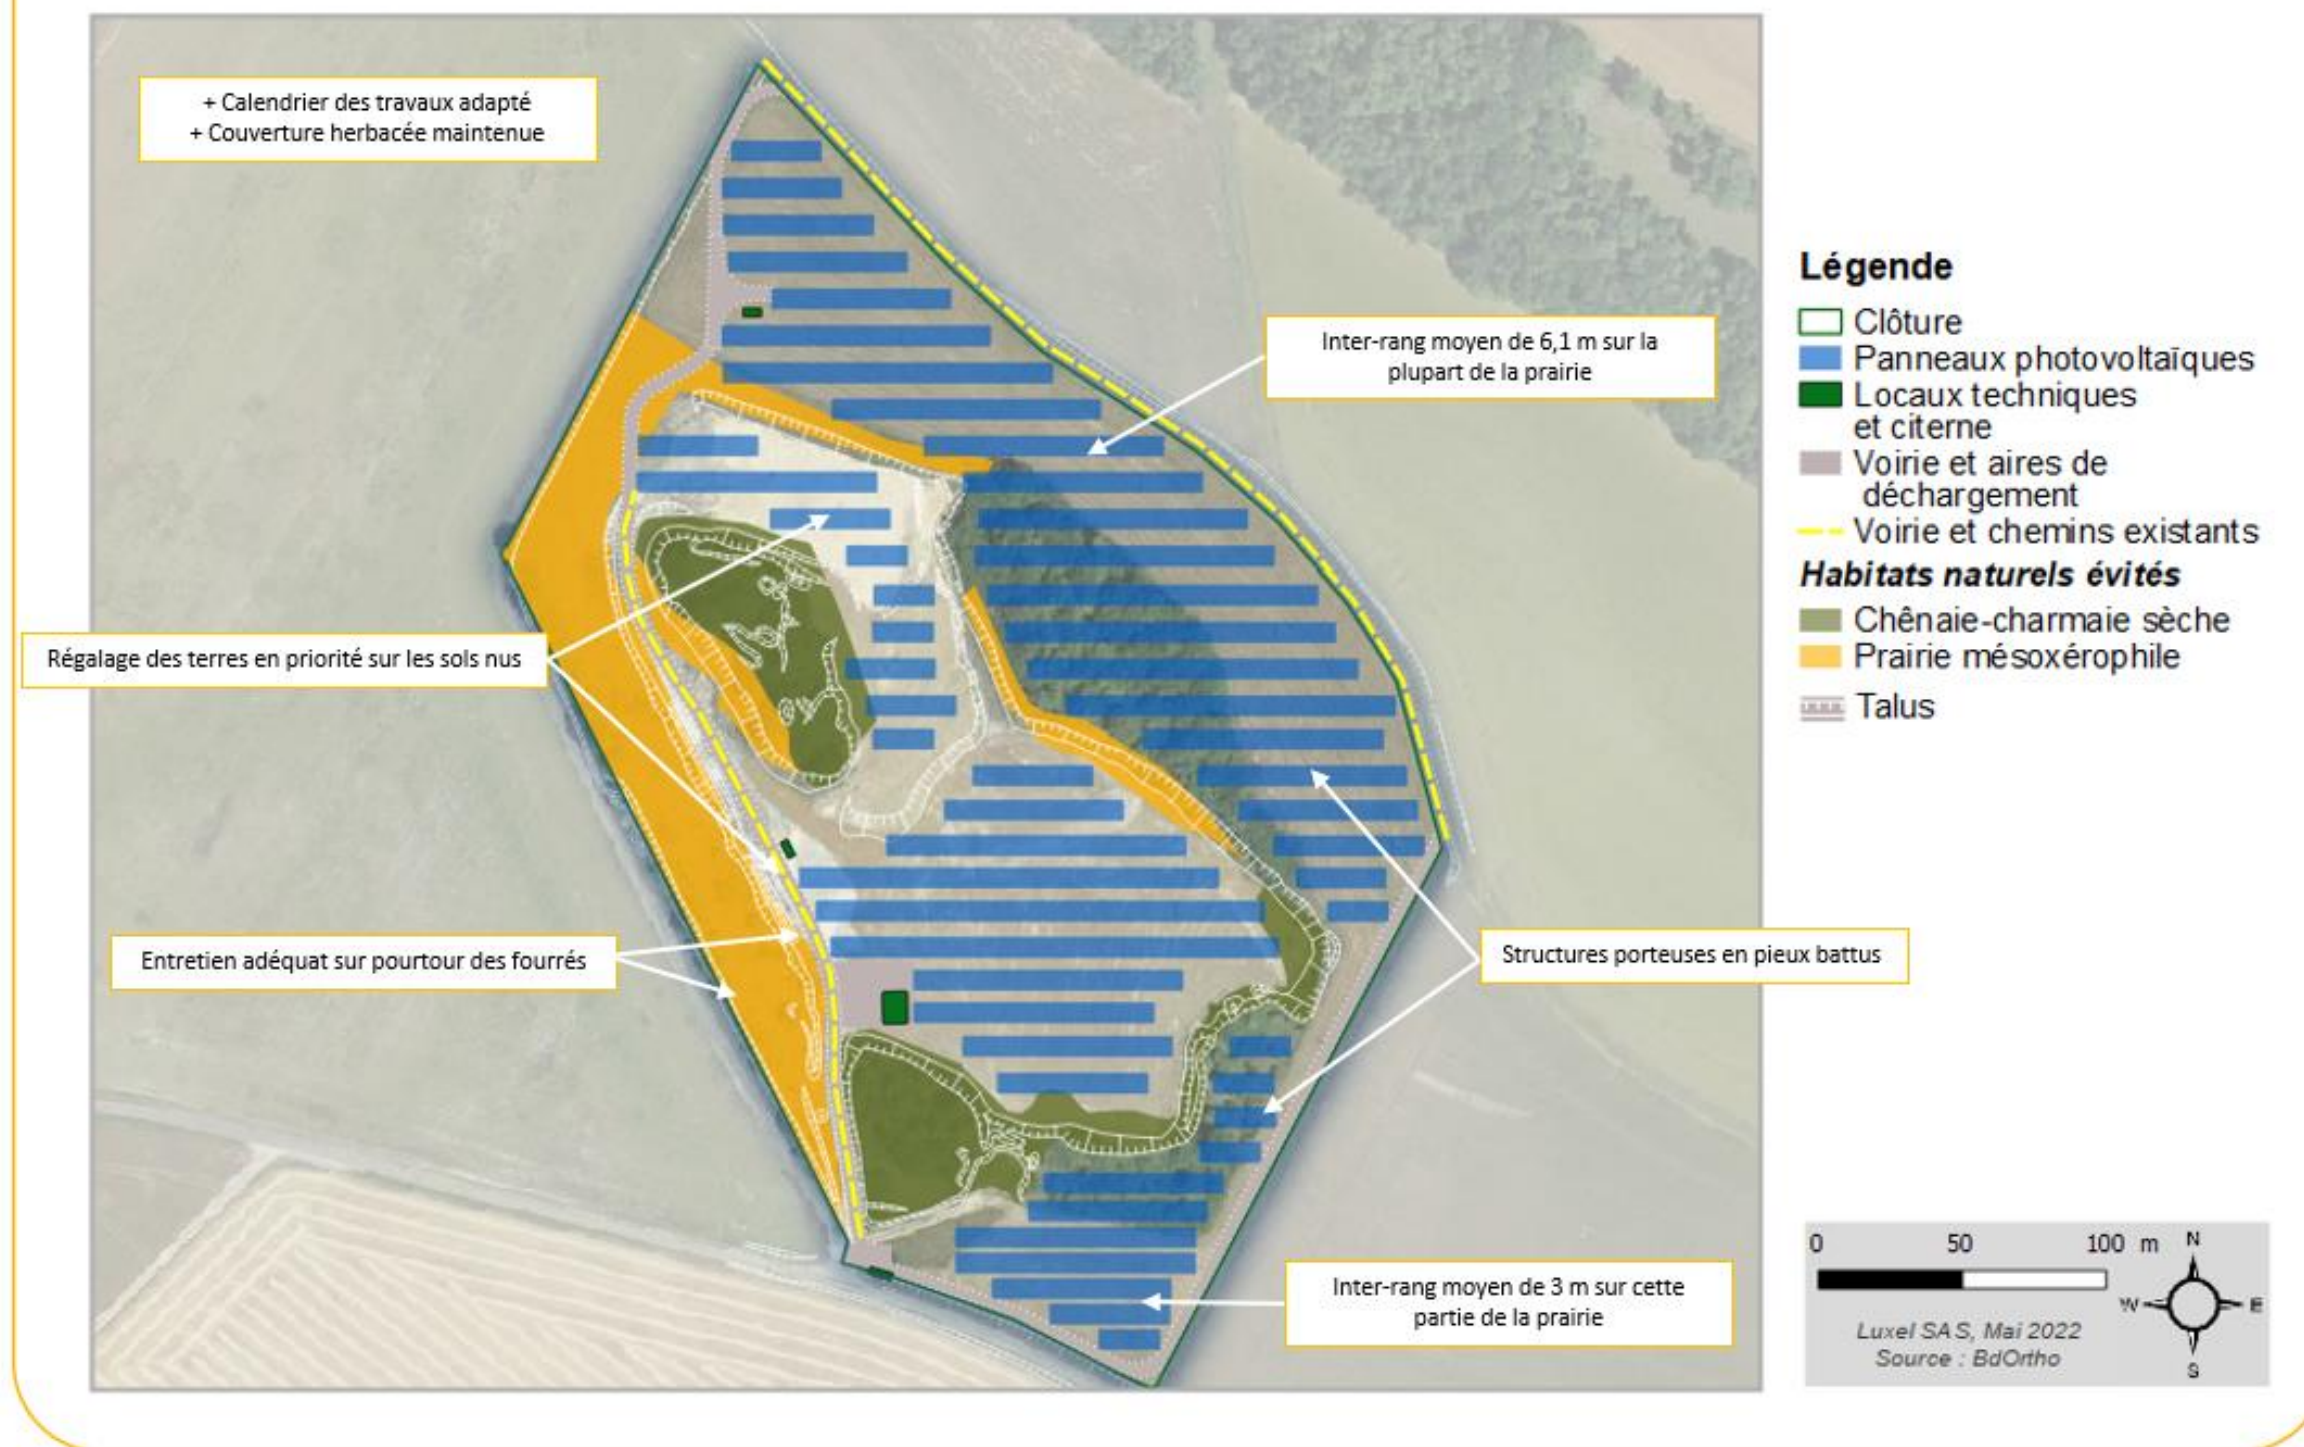 + Calendrier des travaux adapté
+ Couverture herbacée maintenue
Inter-rang moyen de 6,1 m sur la
plupart de la prairie
Régalage des terres en priorité sur les sols nus
Entretien adéquat sur pourtour des fourrés
Structures porteuses en pieux battus
Inter-rang moyen de 3 m sur cette
partie de la prairie
Légende
Clôture
Panneaux photovoltaïques
Locaux techniques
et citerne
Voirie et aires de
déchargement
Voirie et chemins existants
Habitats naturels évités
Chênaie-charmaie sèche
Prairie mésoxérophile
Talus
0 50 100 m
N
W E
S
Luxel SAS, Mai 2022
Source : BdOrtho